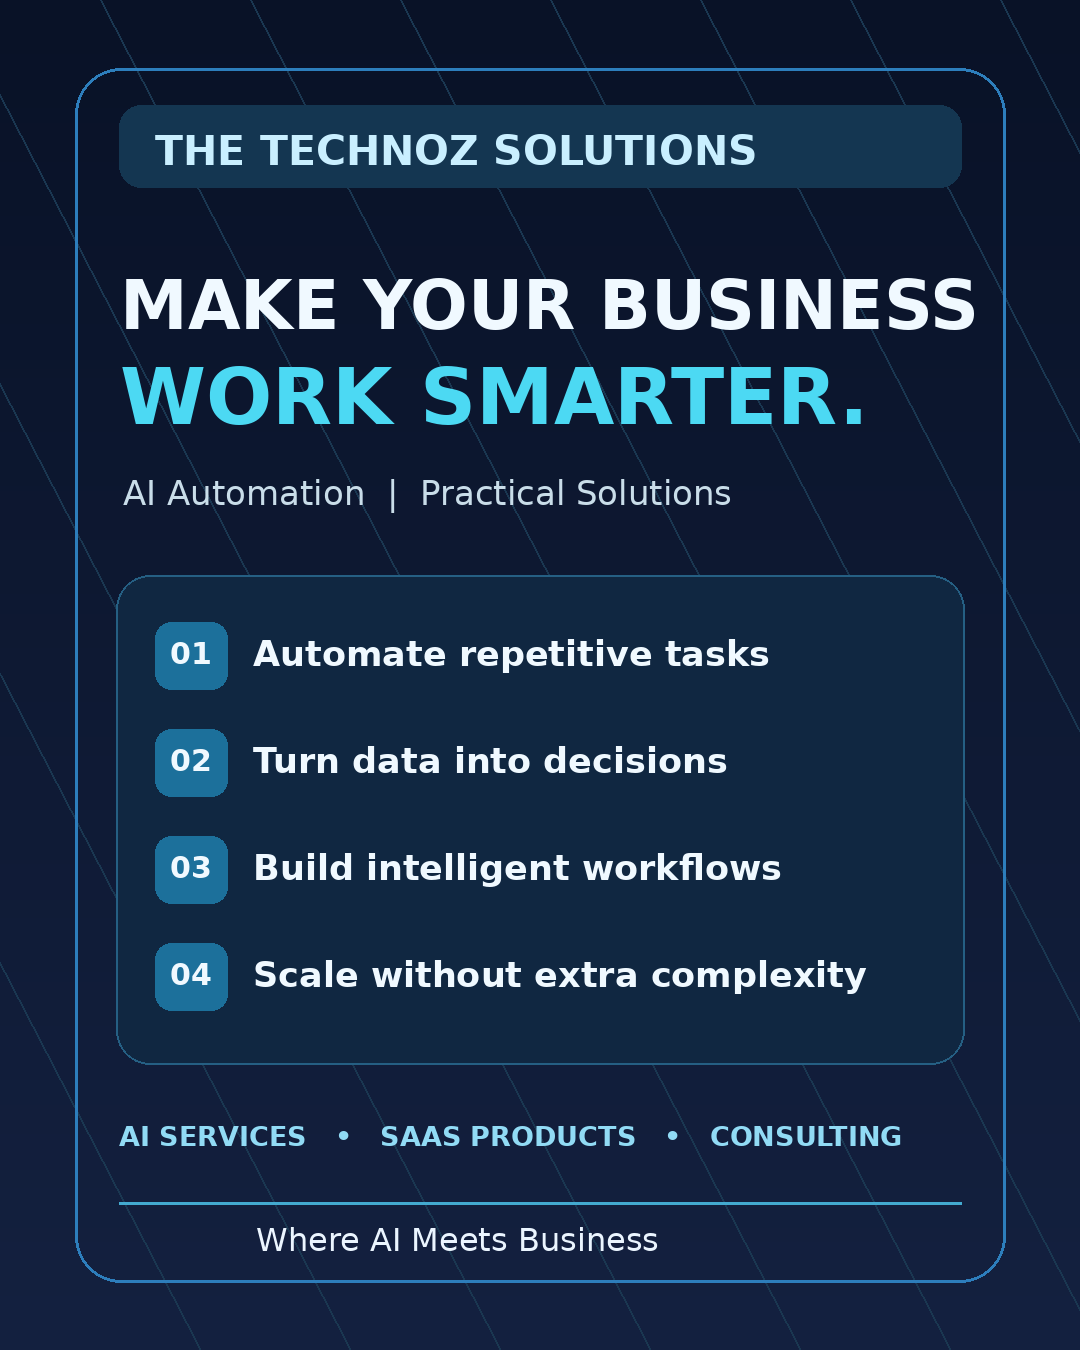 THE TECHNOZ SOLUTIONS
MAKE YOUR BUSINESS
WORK SMARTER.
AI Automation | Practical Solutions
01 Automate repetitive tasks
02 Turn data into decisions
03 Build intelligent workflows
04 Scale without extra complexity
AI SERVICES • SAAS PRODUCTS • CONSULTING
Where AI Meets Business